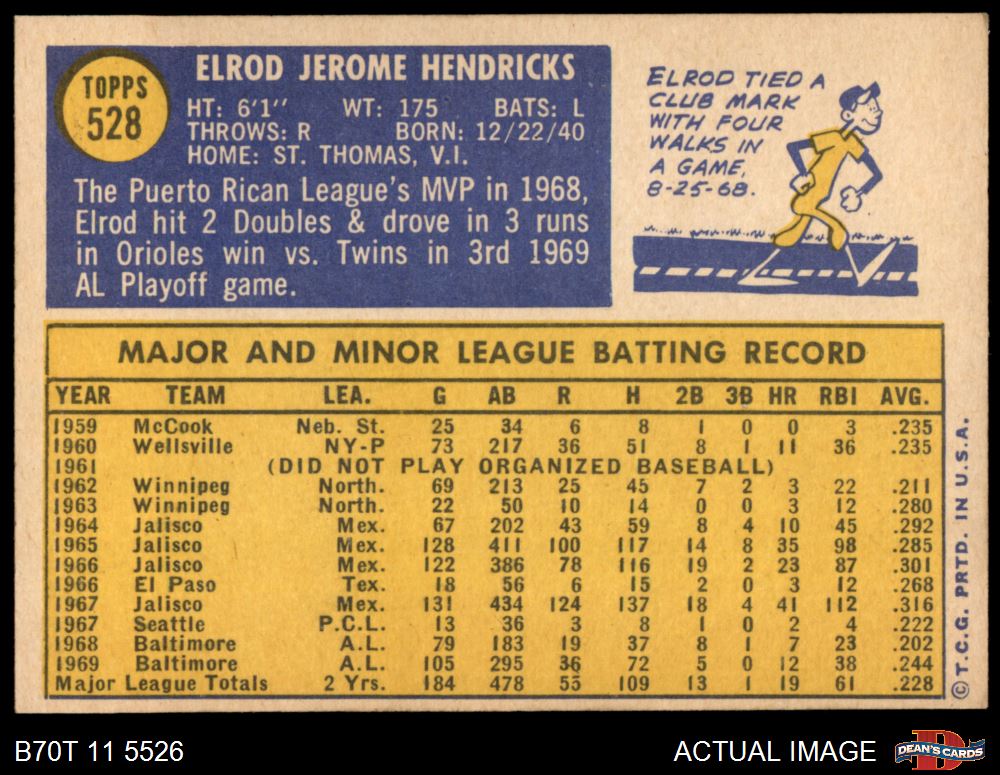 TOPPS
528
ELROD JEROME HENDRICKS
HT: 6'1'' WT: 175 BATS: L
THROWS: R BORN: 12/22/40
HOME: ST. THOMAS, V.I.
The Puerto Rican League's MVP in 1968,
Elrod hit 2 Doubles & drove in 3 runs
in Orioles win vs. Twins in 3rd 1969
AL Playoff game.
ELROD TIED A
CLUB MARK
WITH FOUR
WALKS IN
A GAME,
8-25-68.
MAJOR AND MINOR LEAGUE BATTING RECORD
YEAR TEAM LEA. G AB R H 2B 3B HR RBI AVG.
1959 McCook Neb. St. 25 34 6 8 1 0 0 3 .235
1960 Wellsville NY-P 73 217 36 51 8 1 11 36 .235
1961 (DID NOT PLAY ORGANIZED BASEBALL)
1962 Winnipeg North. 69 213 25 45 7 2 3 22 .211
1963 Winnipeg North. 22 50 10 14 0 0 3 12 .280
1964 Jalisco Mex. 67 202 43 59 8 4 10 45 .292
1965 Jalisco Mex. 128 411 100 117 14 8 35 98 .285
1966 Jalisco Mex. 122 386 78 116 19 2 23 87 .301
1966 El Paso Tex. 18 56 6 15 2 0 3 12 .268
1967 Jalisco Mex. 131 434 124 137 18 4 41 112 .316
1967 Seattle P.C.L. 13 36 3 8 1 0 2 4 .222
1968 Baltimore A.L. 79 183 19 37 8 1 7 23 .202
1969 Baltimore A.L. 105 295 36 72 5 0 12 38 .244
Major League Totals 2 Yrs. 184 478 55 109 13 1 19 61 .228
© T.C.G. PRTD. IN U.S.A.
B70T 11 5526
ACTUAL IMAGE
B
DEAN'S CARDS